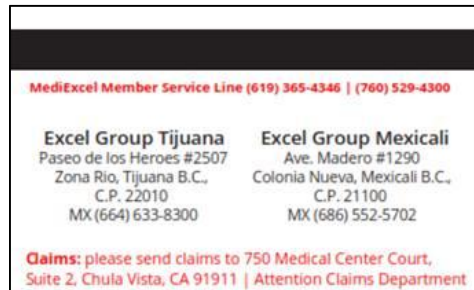 MediExcel Member Service Line (619) 365-4346 | (760) 529-4300
Excel Group Tijuana
Paseo de los Heroes #2507
Zona Rio, Tijuana B.C.,
C.P. 22010
MX (664) 633-8300
Excel Group Mexicali
Ave. Madero #1290
Colonia Nueva, Mexicali B.C.,
C.P. 21100
MX (686) 552-5702
Claims: please send claims to 750 Medical Center Court,
Suite 2, Chula Vista, CA 91911 | Attention Claims Department